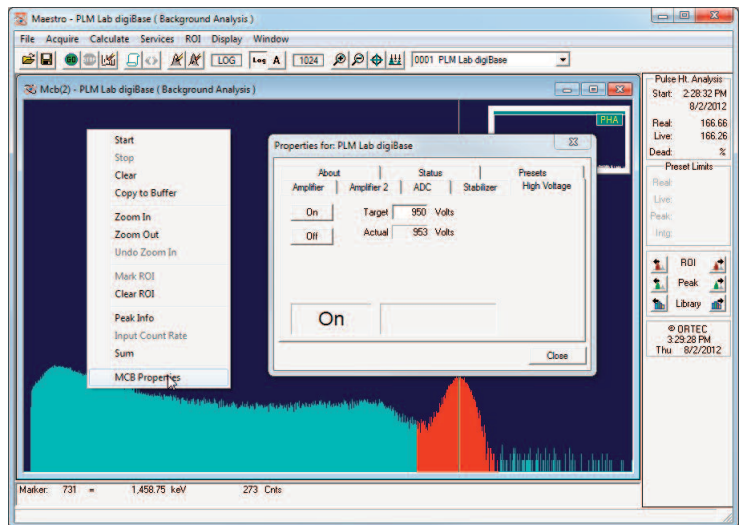 Maestro - PLM Lab digiBase ( Background Analysis )
File Acquire Calculate Services ROI Display Window
GO LOG Log A 1024 0001 PLM Lab digiBase
Mcb(2) - PLM Lab digiBase ( Background Analysis )
PHA
Start
Stop
Clear
Copy to Buffer
Zoom In
Zoom Out
Undo Zoom In
Mark ROI
Clear ROI
Peak Info
Input Count Rate
Sum
MCB Properties
Properties for: PLM Lab digiBase
About Status Presets
Amplifier Amplifier 2 ADC Stabilizer High Voltage
On Target 950 Volts
Off Actual 953 Volts
On
Close
Pulse Ht. Analysis
Start: 2:28:32 PM
8/2/2012
Real: 166.66
Live: 166.26
Dead: %
Preset Limits
Real:
Live:
Peak:
Intg:
ROI
Peak
Library
© ORTEC
3:29:28 PM
Thu 8/2/2012
Marker: 731 = 1,458.75 keV 273 Cnts